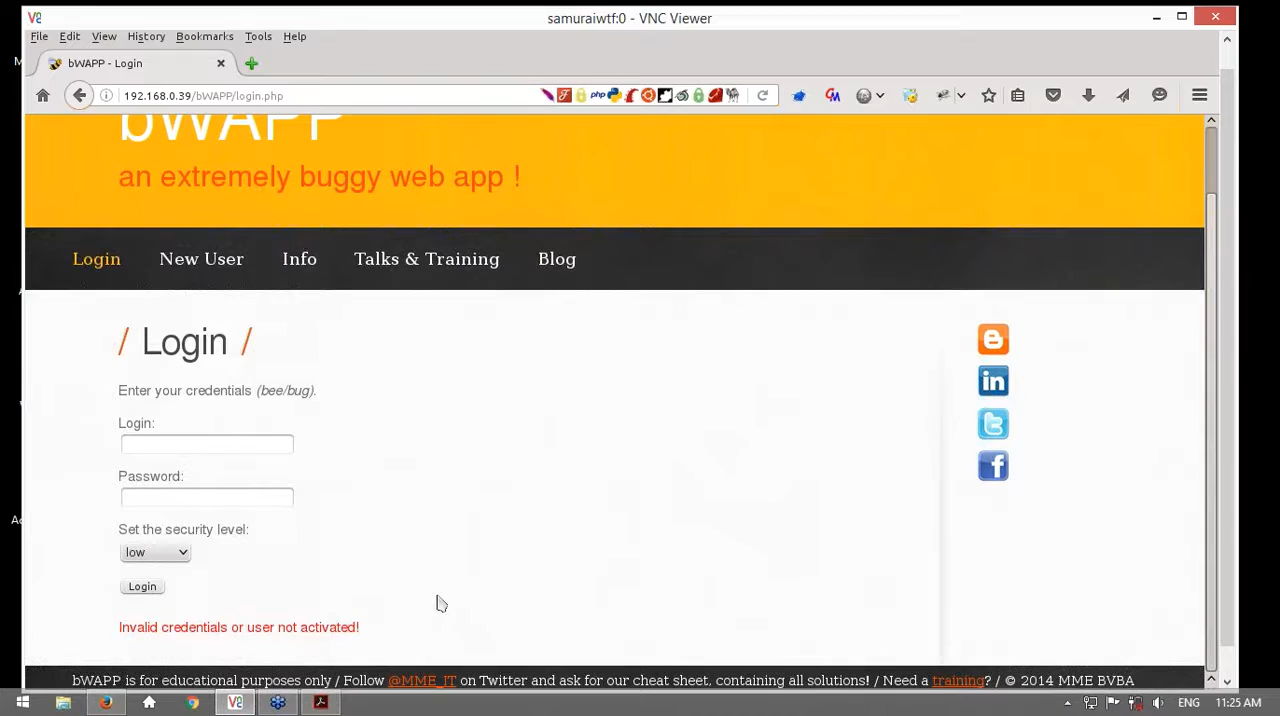 samuraiwtf:0 - VNC Viewer
File Edit View History Bookmarks Tools Help
bWAPP - Login
192.168.0.39/bWAPP/login.php
bWAPP
an extremely buggy web app !
Login New User Info Talks & Training Blog
/ Login /
Enter your credentials (bee/bug).
Login:
Password:
Set the security level:
low
Login
Invalid credentials or user not activated!
bWAPP is for educational purposes only / Follow @MME_IT on Twitter and ask for our cheat sheet, containing all solutions! / Need a training? / © 2014 MME BVBA
ENG 11:25 AM